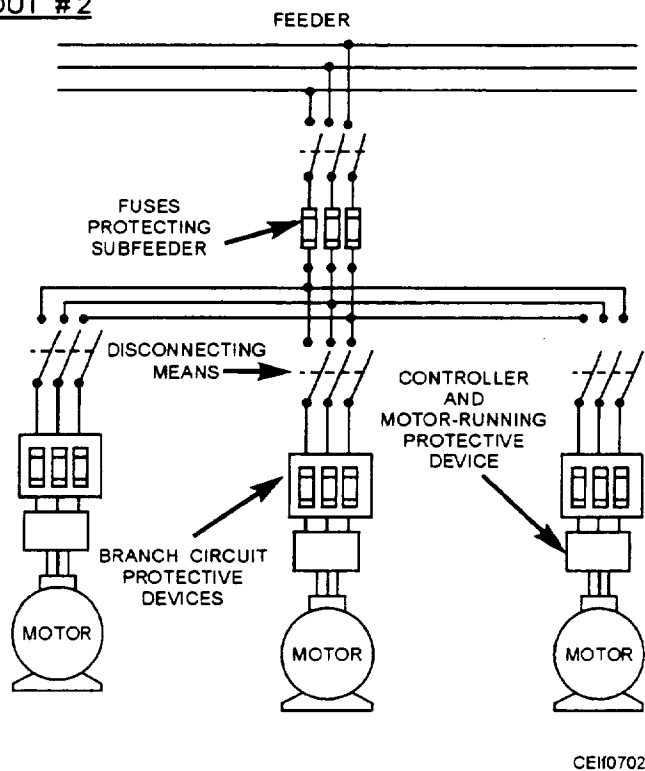 OUT #2
FEEDER
FUSES
PROTECTING
SUBFEEDER
DISCONNECTING
MEANS
CONTROLLER
AND
MOTOR-RUNNING
PROTECTIVE
DEVICE
BRANCH CIRCUIT
PROTECTIVE
DEVICES
MOTOR
MOTOR
MOTOR
CEIf0702